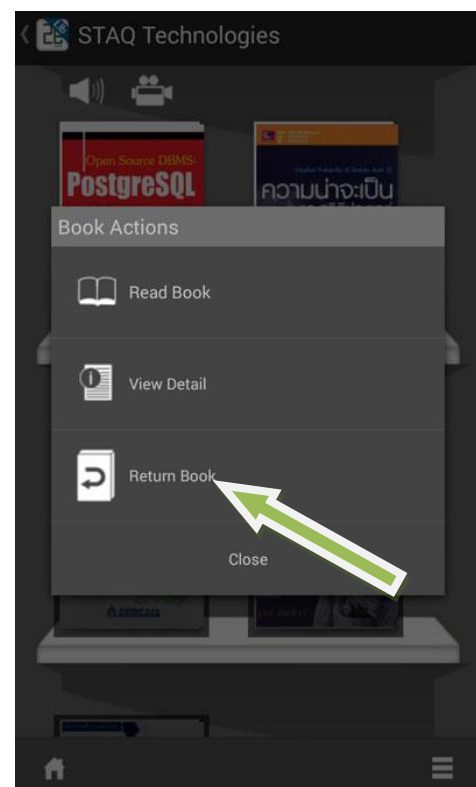 STAQ Technologies
Open Source DBMS:
PostgreSQL
ความน่าจะเป็น
Book Actions
Read Book
View Detail
Return Book
Close